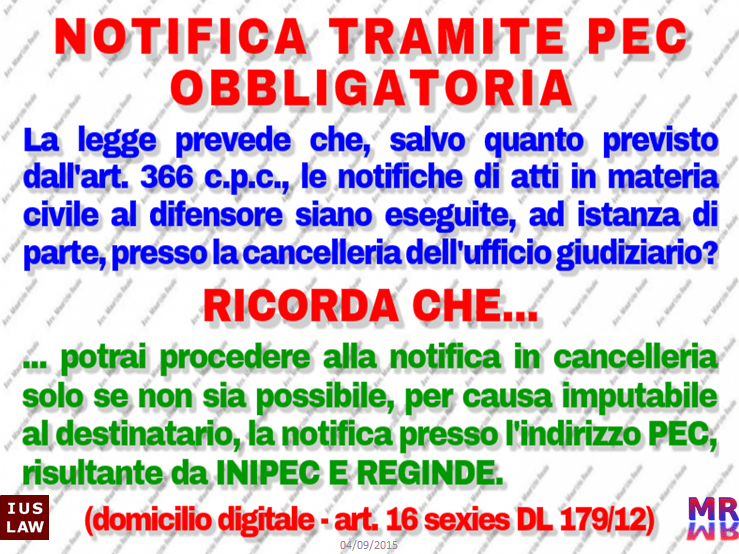 NOTIFICA TRAMITE PEC
OBBLIGATORIA
La legge prevede che, salvo quanto previsto
dall'art. 366 c.p.c., le notifiche di atti in materia
civile al difensore siano eseguite, ad istanza di
parte, presso la cancelleria dell'ufficio giudiziario?
RICORDA CHE...
... potrai procedere alla notifica in cancelleria
solo se non sia possibile, per causa imputabile
al destinatario, la notifica presso l'indirizzo PEC,
risultante da INIPEC E REGINDE.
IUS
LAW
(domicilio digitale - art. 16 sexies DL 179/12)
MR
04/09/2015